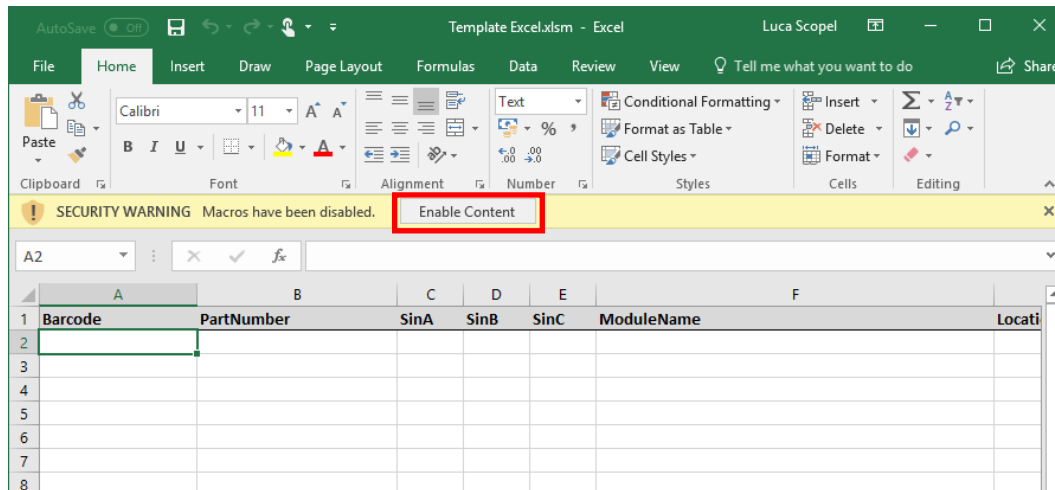 AutoSave Off Template Excel.xlsm - Excel Luca Scopel
File Home Insert Draw Page Layout Formulas Data Review View Tell me what you want to do Share
Calibri 11 A A Text Conditional Formatting Insert
Paste B I U A % Format as Table Delete
Cell Styles Format
Clipboard Font Alignment Number Styles Cells Editing
SECURITY WARNING Macros have been disabled. Enable Content
A2 fx
A B C D E F
1 Barcode PartNumber SinA SinB SinC ModuleName Locati
2
3
4
5
6
7
8